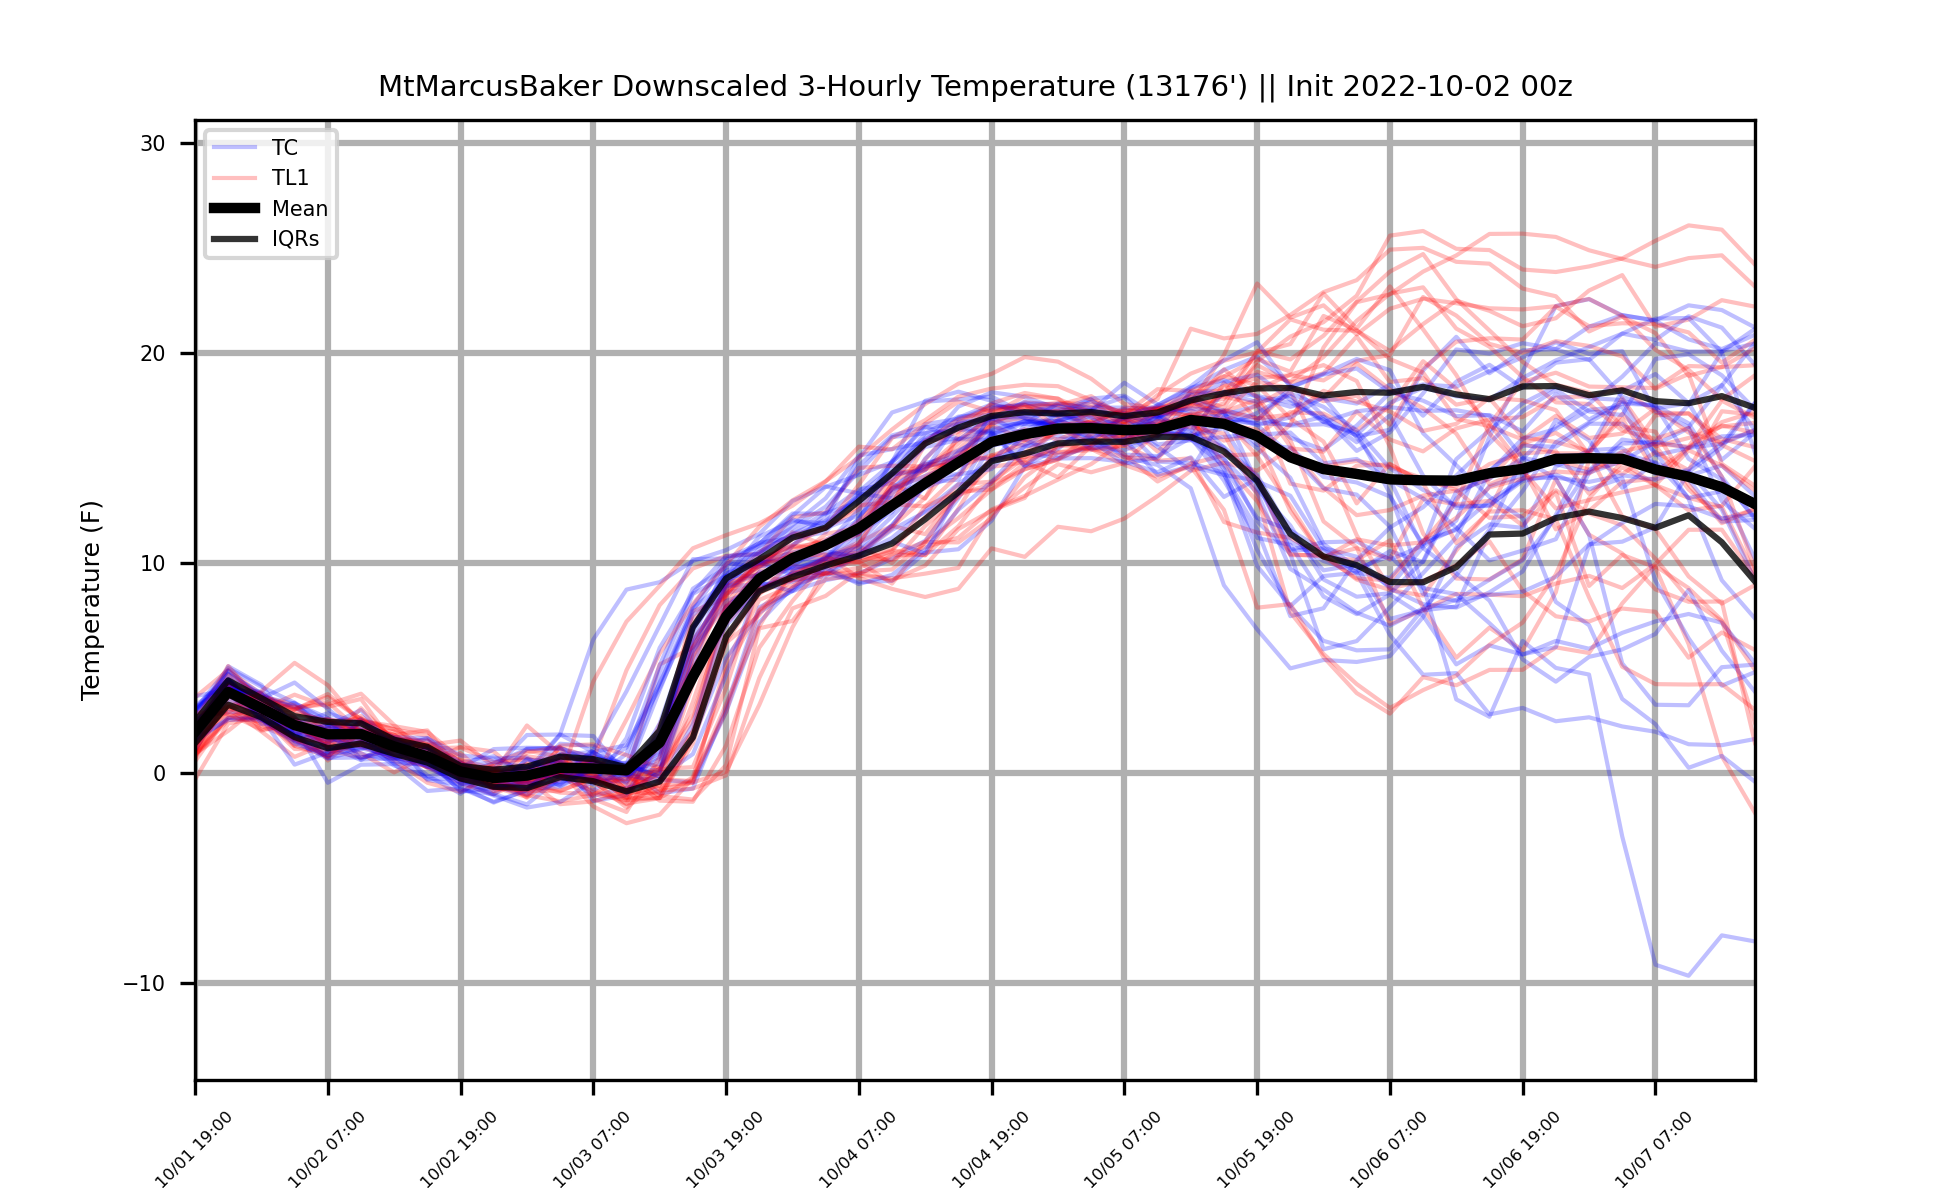 MtMarcusBaker Downscaled 3-Hourly Temperature (13176') || Init 2022-10-02 00z
TC
TL1
Mean
IQRs
Temperature (F)
30
20
10
0
−10
10/01 19:00
10/02 07:00
10/02 19:00
10/03 07:00
10/03 19:00
10/04 07:00
10/04 19:00
10/05 07:00
10/05 19:00
10/06 07:00
10/06 19:00
10/07 07:00